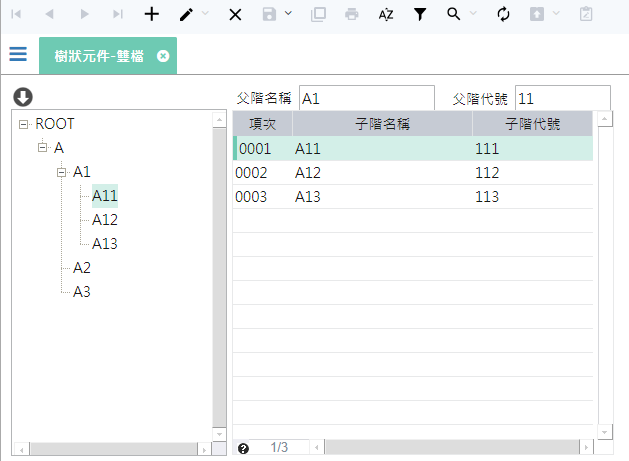 樹狀元件-雙檔
父階名稱 A1 父階代號 11
ROOT
A
A1
A11
A12
A13
A2
A3
項次 子階名稱 子階代號
0001 A11 111
0002 A12 112
0003 A13 113
1/3